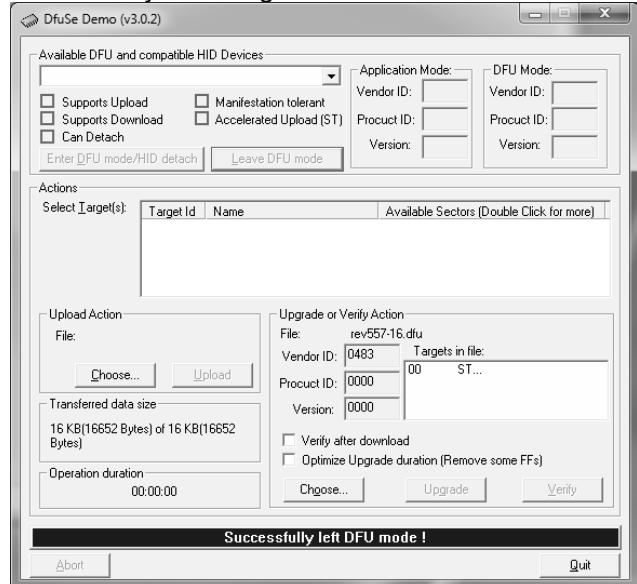 DfuSe Demo (v3.0.2)
Available DFU and compatible HID Devices
Supports Upload
Manifestation tolerant
Supports Download
Accelerated Upload (ST)
Can Detach
Enter DFU mode/HID detach
Leave DFU mode
Application Mode:
Vendor ID:
Procuct ID:
Version:
DFU Mode:
Vendor ID:
Procuct ID:
Version:
Actions
Select Target(s):
Target Id
Name
Available Sectors (Double Click for more)
Upload Action
File:
Choose...
Upload
Transferred data size
16 KB(16652 Bytes) of 16 KB(16652
Bytes)
Operation duration
00:00:00
Upgrade or Verify Action
File: rev557-16.dfu
Vendor ID: 0483
Procuct ID: 0000
Version: 0000
Targets in file:
00 ST...
Verify after download
Optimize Upgrade duration (Remove some FFs)
Choose...
Upgrade
Verify
Successfully left DFU mode !
Abort
Quit